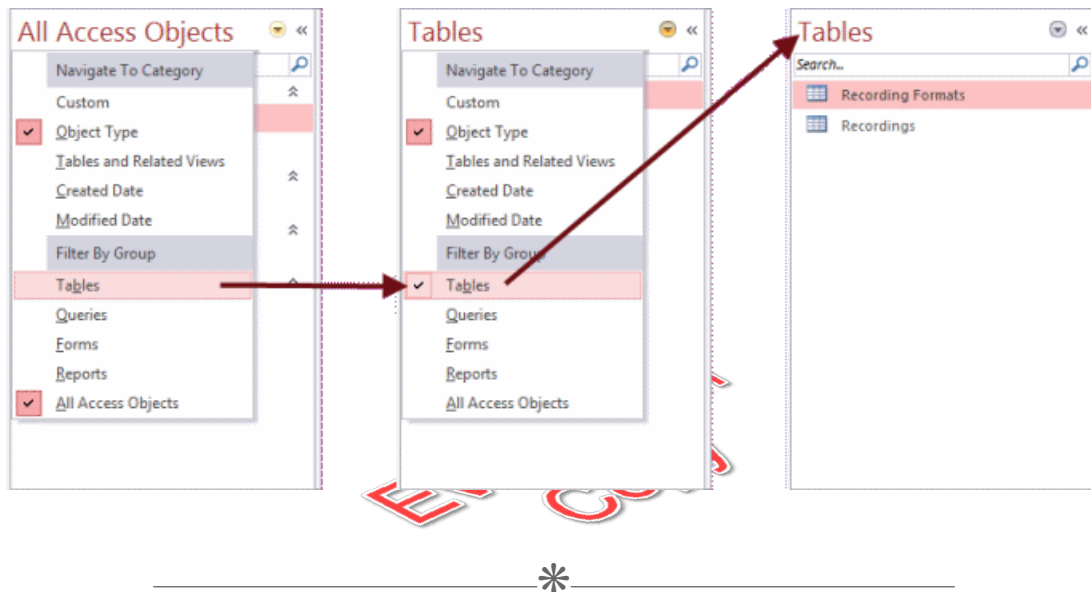 All Access Objects
Navigate To Category
Custom
Object Type
Tables and Related Views
Created Date
Modified Date
Filter By Group
Tables
Queries
Forms
Reports
All Access Objects
Tables
Navigate To Category
Custom
Object Type
Tables and Related Views
Created Date
Modified Date
Filter By Group
Tables
Queries
Forms
Reports
All Access Objects
Tables
Search...
Recording Formats
Recordings